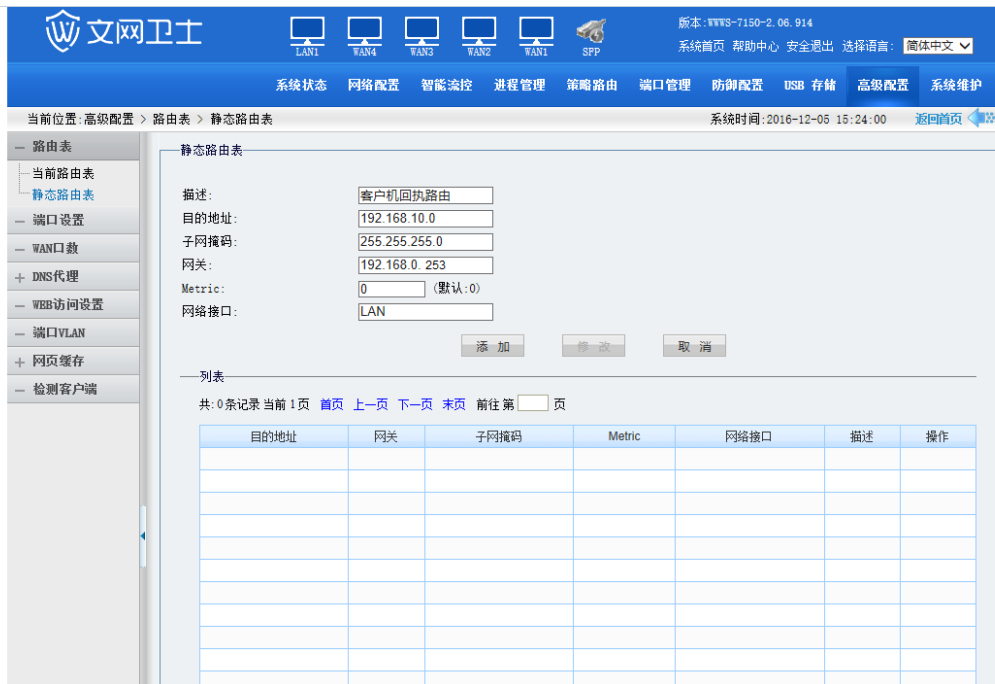 文网卫士
LAN1 WAN4 WAN3 WAN2 WAN1 SFP
版本:WWWS-7150-2.06.914
系统首页 帮助中心 安全退出 选择语言: 简体中文
系统状态 网络配置 智能流控 进程管理 策略路由 端口管理 防御配置 USB 存储 高级配置 系统维护
当前位置:高级配置 > 路由表 > 静态路由表 系统时间:2016-12-05 15:24:00 返回首页
路由表
当前路由表
静态路由表
端口设置
WAN口数
DNS代理
WEB访问设置
端口VLAN
网页缓存
检测客户端
静态路由表
描述: 客户机回执路由
目的地址: 192.168.10.0
子网掩码: 255.255.255.0
网关: 192.168.0. 253
Metric: 0 (默认:0)
网络接口: LAN
添 加 修 改 取 消
列表
共:0条记录 当前1页 首页 上一页 下一页 末页 前往 第 页
目的地址 网关 子网掩码 Metric 网络接口 描述 操作